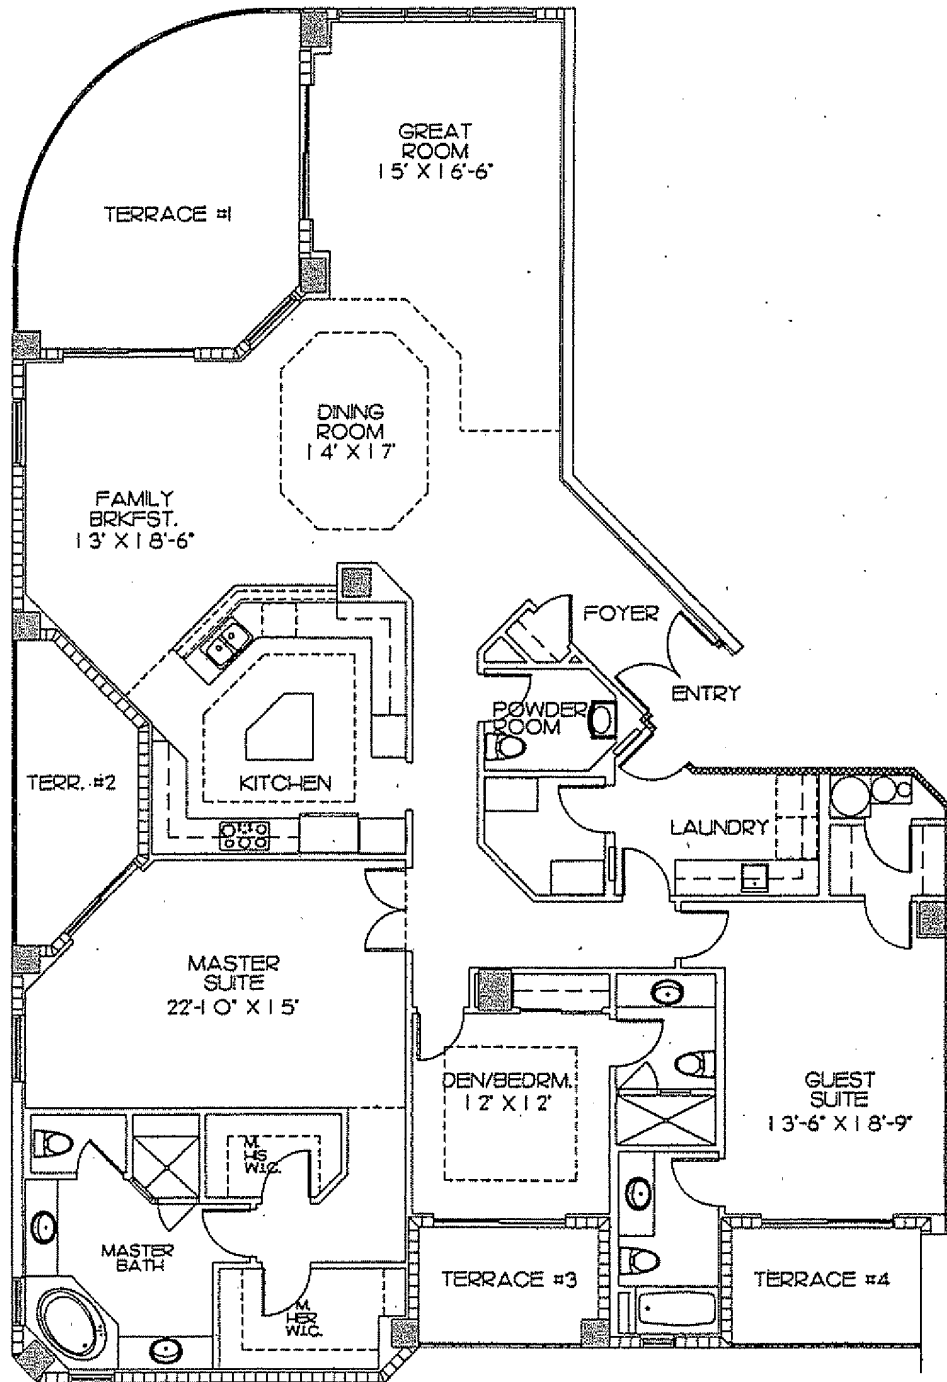 GREAT
ROOM
15' X 16'-6"
TERRACE #1
DINING
ROOM
14' X 17'
FAMILY
BRKFST.
13' X 18'-6"
FOYER
ENTRY
POWDER
ROOM
TERR. #2
KITCHEN
LAUNDRY
MASTER
SUITE
22'-10" X 15'
DEN/BEDRM.
12' X 12'
GUEST
SUITE
13'-6" X 18'-9"
M.
HIS
W.I.C.
MASTER
BATH
TERRACE #3
TERRACE #4
M.
HER
W.I.C.